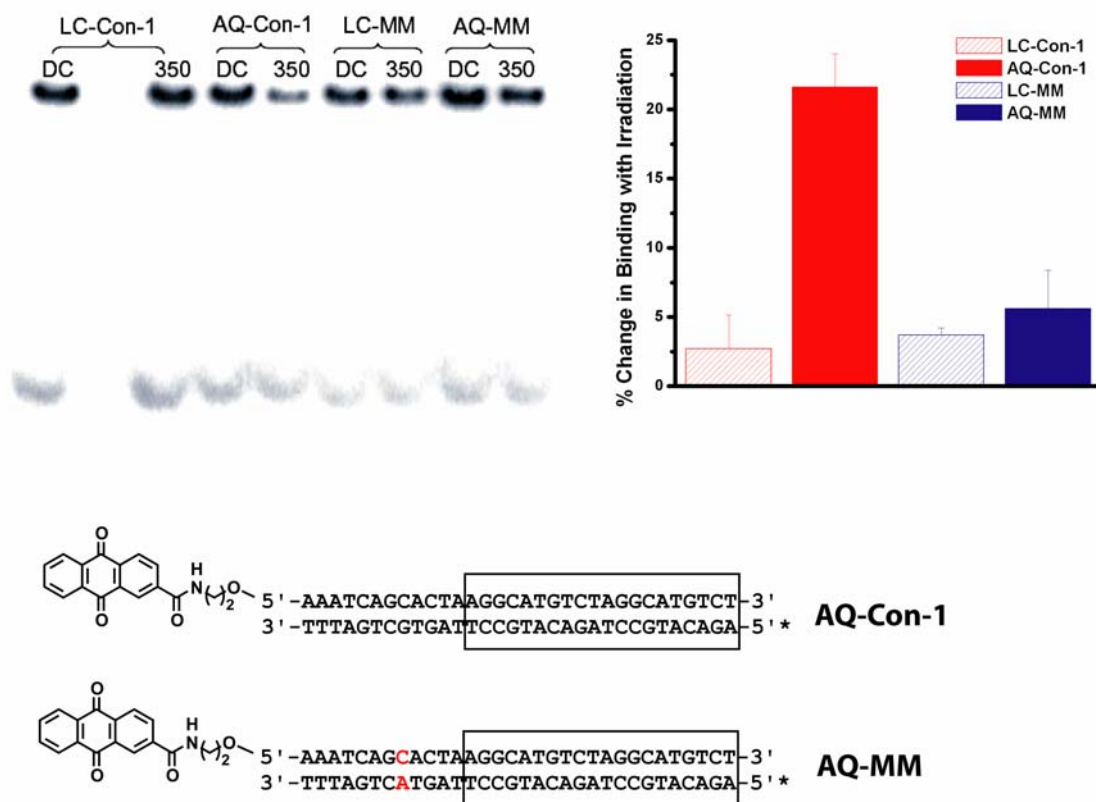 LC-Con-1 AQ-Con-1 LC-MM AQ-MM
DC 350 DC 350 DC 350 DC 350
% Change in Binding with Irradiation
25
20
15
10
5
0
LC-Con-1
AQ-Con-1
LC-MM
AQ-MM
O
O
O
H
N
( )2
O
5'-AAATCAGCACTAAGGCATGTCTAGGCATGTCT-3'
3'-TTTAGTCGTGATTCCGTACAGATCCGTACAGA-5'*
AQ-Con-1
O
O
O
H
N
( )2
O
5'-AAATCAGCACTAAGGCATGTCTAGGCATGTCT-3'
3'-TTTAGTCATGATTCCGTACAGATCCGTACAGA-5'*
AQ-MM